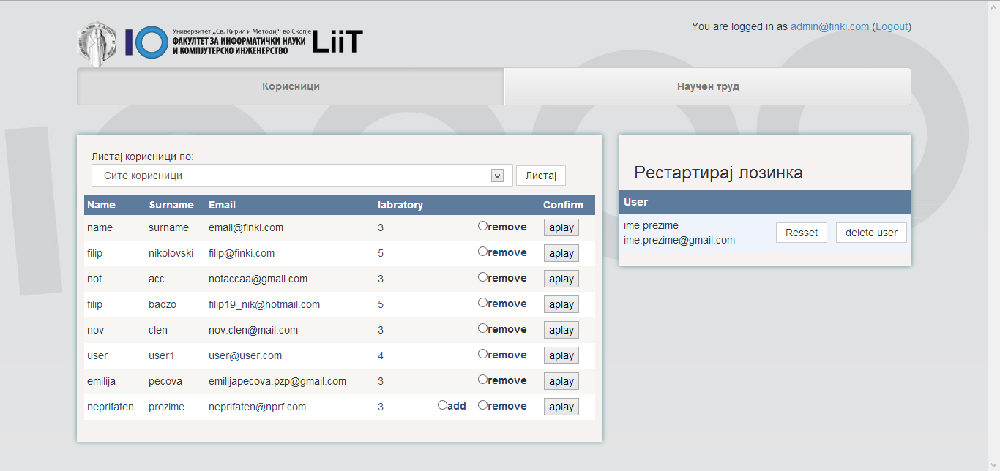 Универзитет „Св. Кирил и Методиј“ во Скопје
ФАКУЛТЕТ ЗА ИНФОРМАТИЧКИ НАУКИ
И КОМПЈУТЕРСКО ИНЖЕНЕРСТВО
LiiT
You are logged in as admin@finki.com (Logout)
Корисници
Научен труд
Листај корисници по:
Сите корисници
Листај
Name Surname Email labratory Confirm
name surname email@finki.com 3 remove aplay
filip nikolovski filip@finki.com 5 remove aplay
not acc notaccaa@gmail.com 3 remove aplay
filip badzo filip19_nik@hotmail.com 5 remove aplay
nov clen nov.clen@mail.com 3 remove aplay
user user1 user@user.com 4 remove aplay
emilija pecova emilijapecova.pzp@gmail.com 3 remove aplay
neprifaten prezime neprifaten@nprf.com 3 add remove aplay
Рестартирај лозинка
User
ime prezime
ime.prezime@gmail.com
Resset
delete user